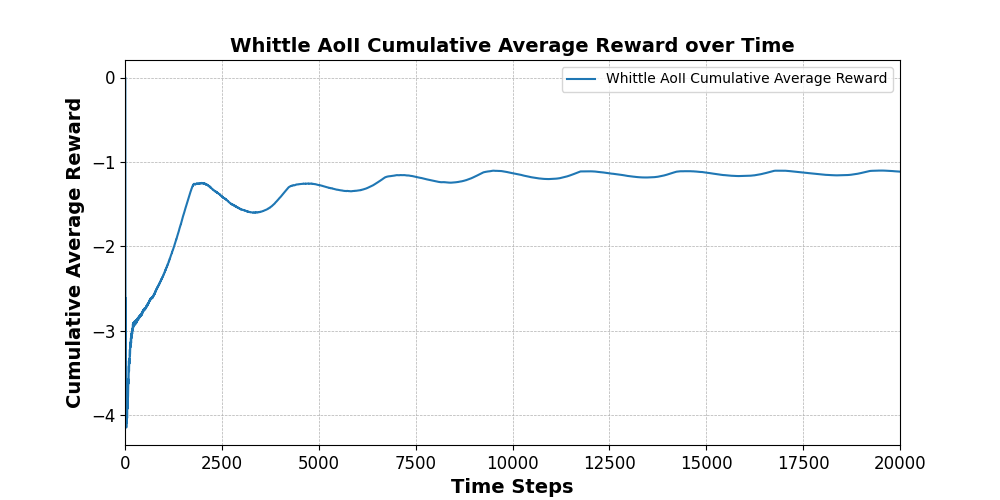 Whittle AoII Cumulative Average Reward over Time
Whittle AoII Cumulative Average Reward
Cumulative Average Reward
0
−1
−2
−3
−4
0 2500 5000 7500 10000 12500 15000 17500 20000
Time Steps